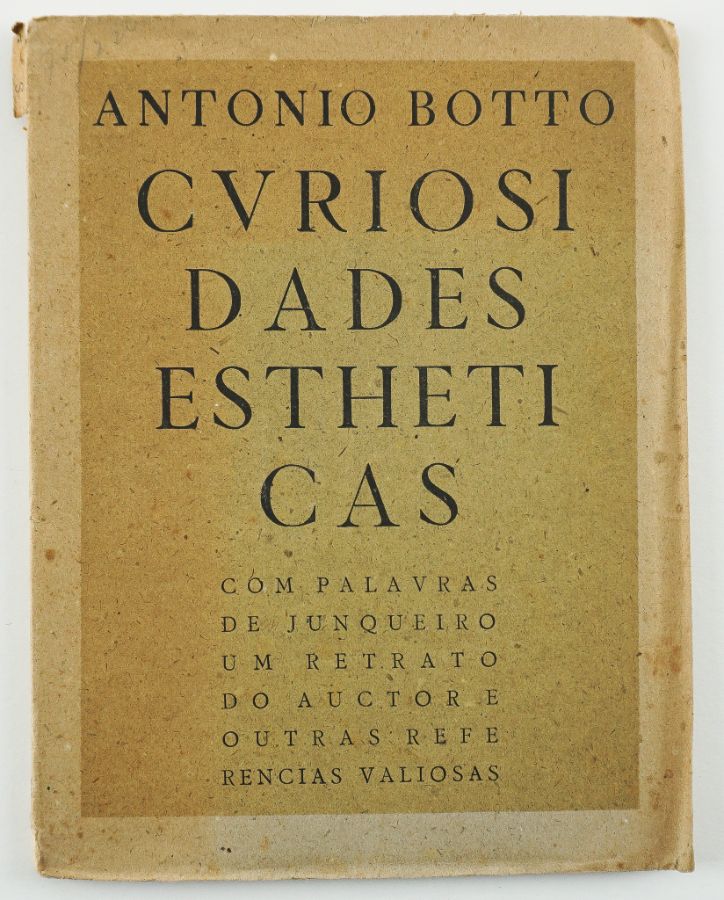 ANTONIO BOTTO
CVRIOSI
DADES
ESTHETI
CAS
COM PALAVRAS
DE JUNQUEIRO
UM RETRATO
DO AUCTOR E
OUTRAS REFE
RENCIAS VALIOSAS